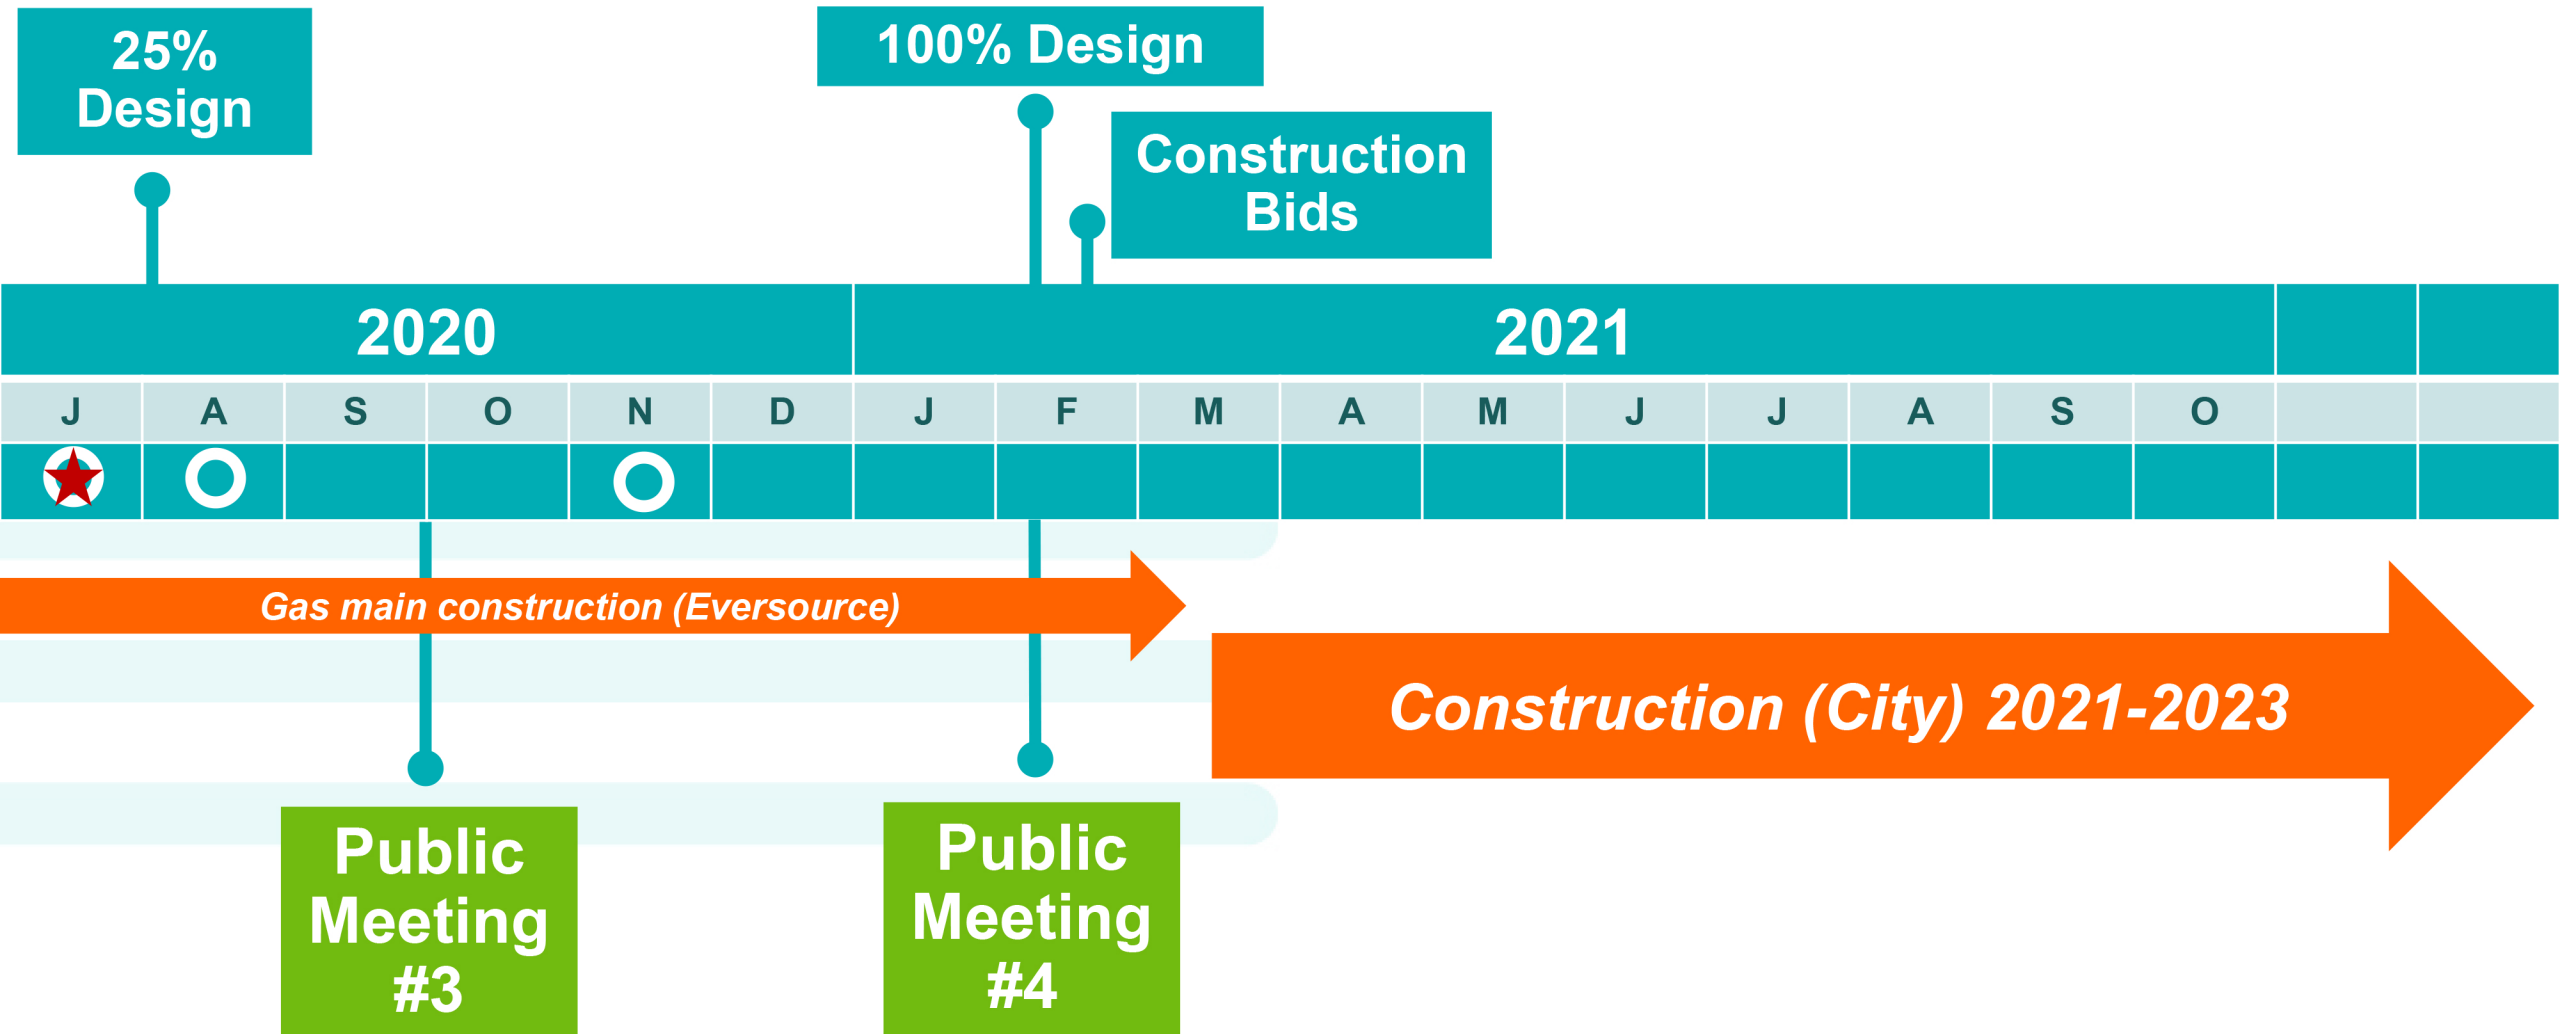 25%
Design
100% Design
Construction
Bids
2020
2021
J A S O N D J F M A M J J A S O
Gas main construction (Eversource)
Construction (City) 2021-2023
Public
Meeting
#3
Public
Meeting
#4